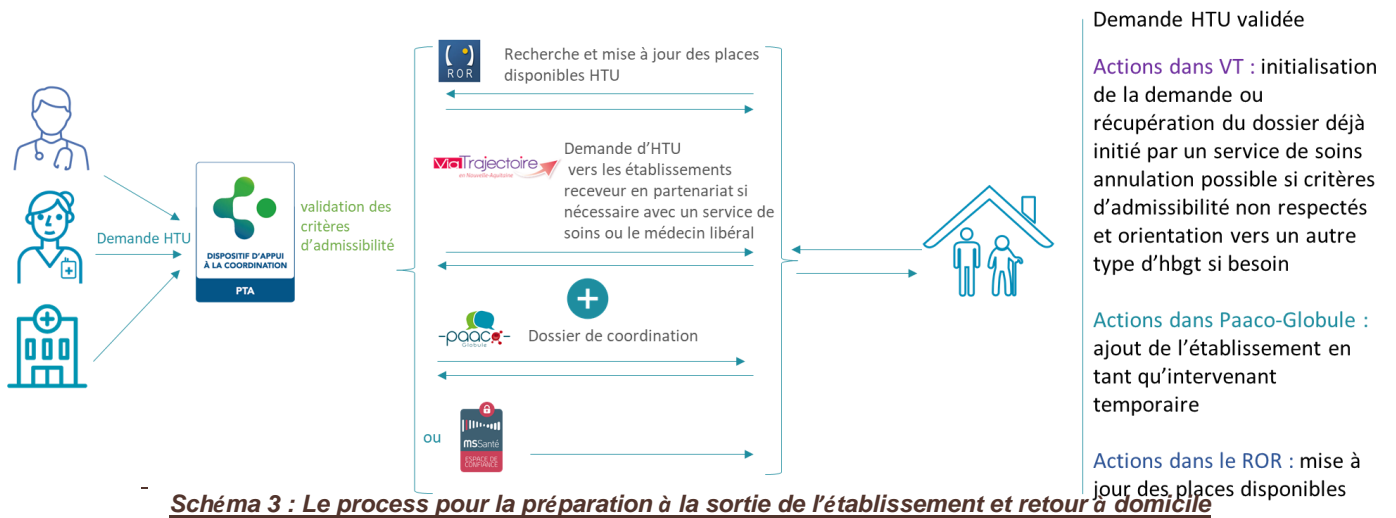 Demande HTU
DISPOSITIF D'APPUI
À LA COORDINATION
PTA
validation des
critères
d'admissibilité
ROR
Recherche et mise à jour des places
disponibles HTU
ViaTrajectoire
en Nouvelle-Aquitaine
Demande d'HTU
vers les établissements
receveur en partenariat si
nécessaire avec un service de
soins ou le médecin libéral
-paaco-
Globule
Dossier de coordination
ou
MSSanté
ESPACE DE
CONFIANCE
Demande HTU validée
Actions dans VT : initialisation
de la demande ou
récupération du dossier déjà
initié par un service de soins
annulation possible si critères
d'admissibilité non respectés
et orientation vers un autre
type d'hbgt si besoin
Actions dans Paaco-Globule :
ajout de l'établissement en
tant qu'intervenant
temporaire
Actions dans le ROR : mise à
jour des places disponibles
Schéma 3 : Le process pour la préparation à la sortie de l'établissement et retour à domicile